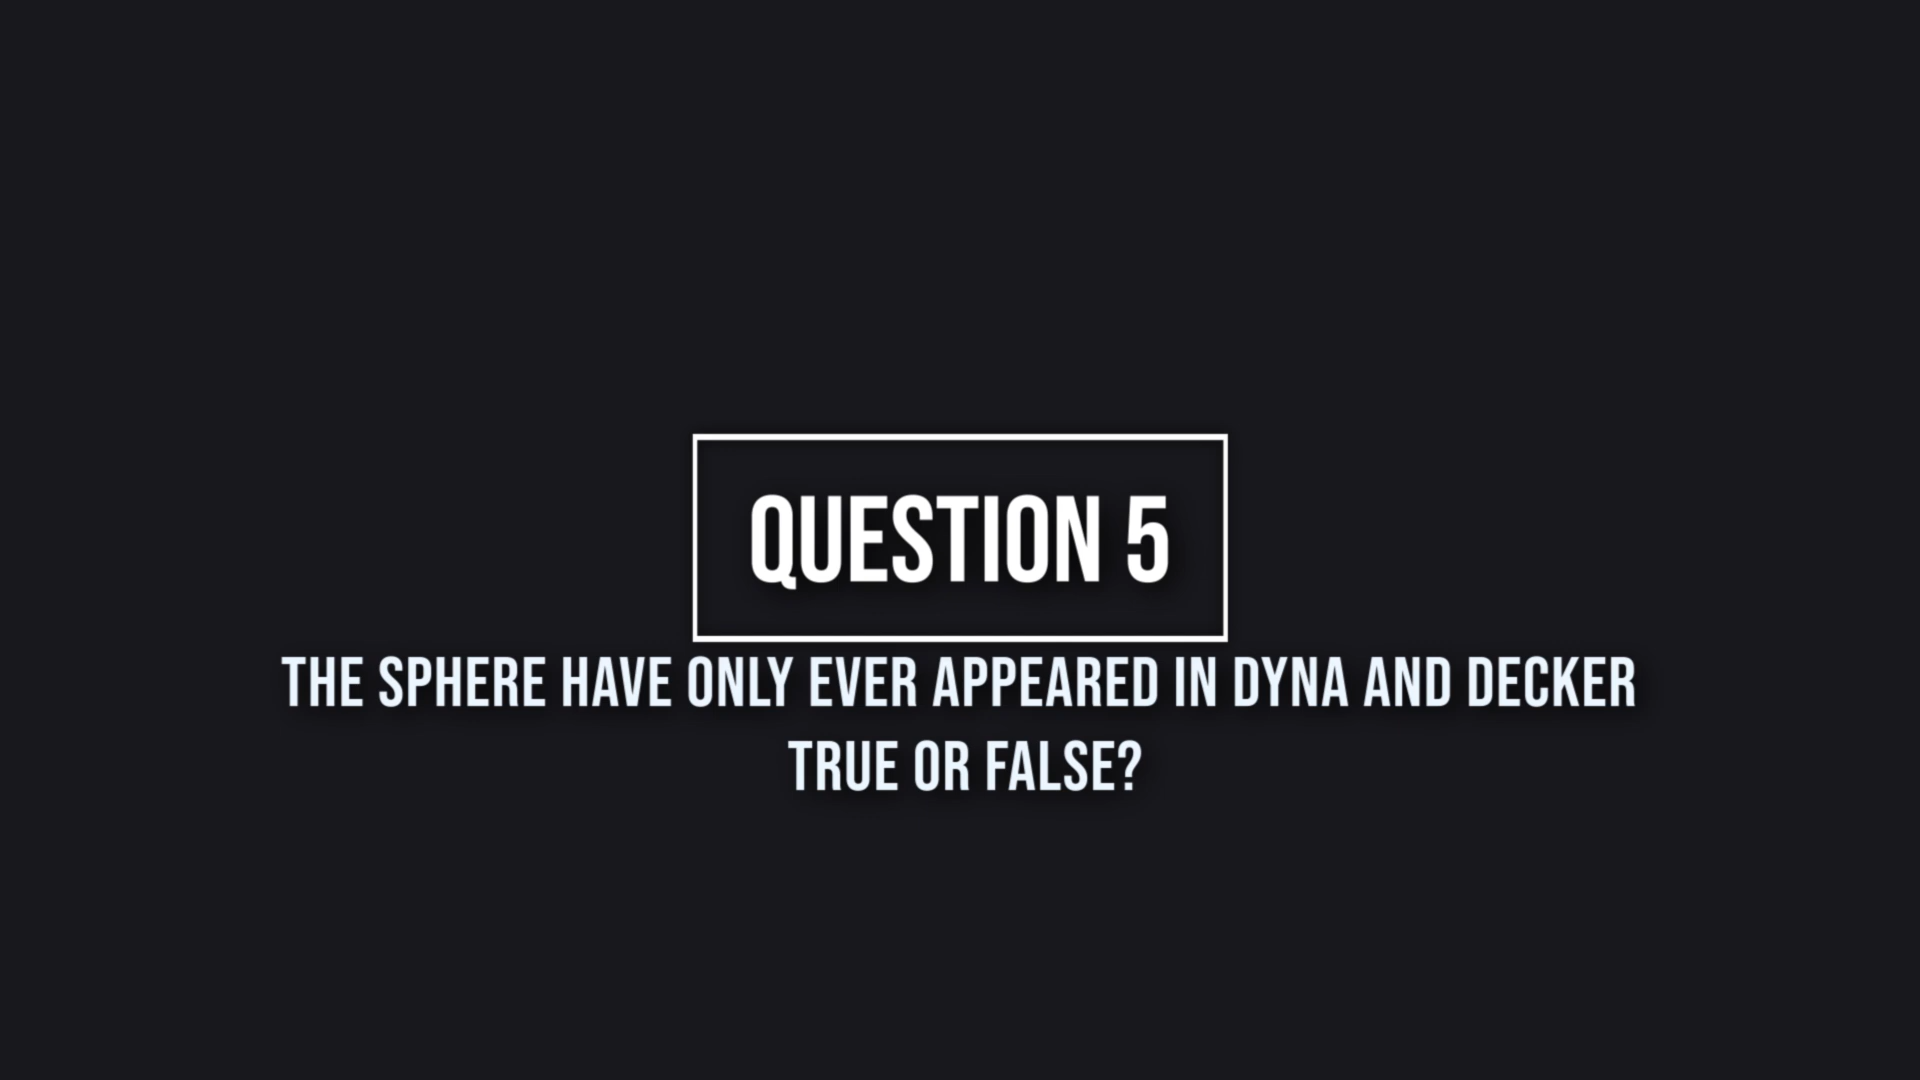 QUESTION 5
THE SPHERE HAVE ONLY EVER APPEARED IN DYNA AND DECKER
TRUE OR FALSE?